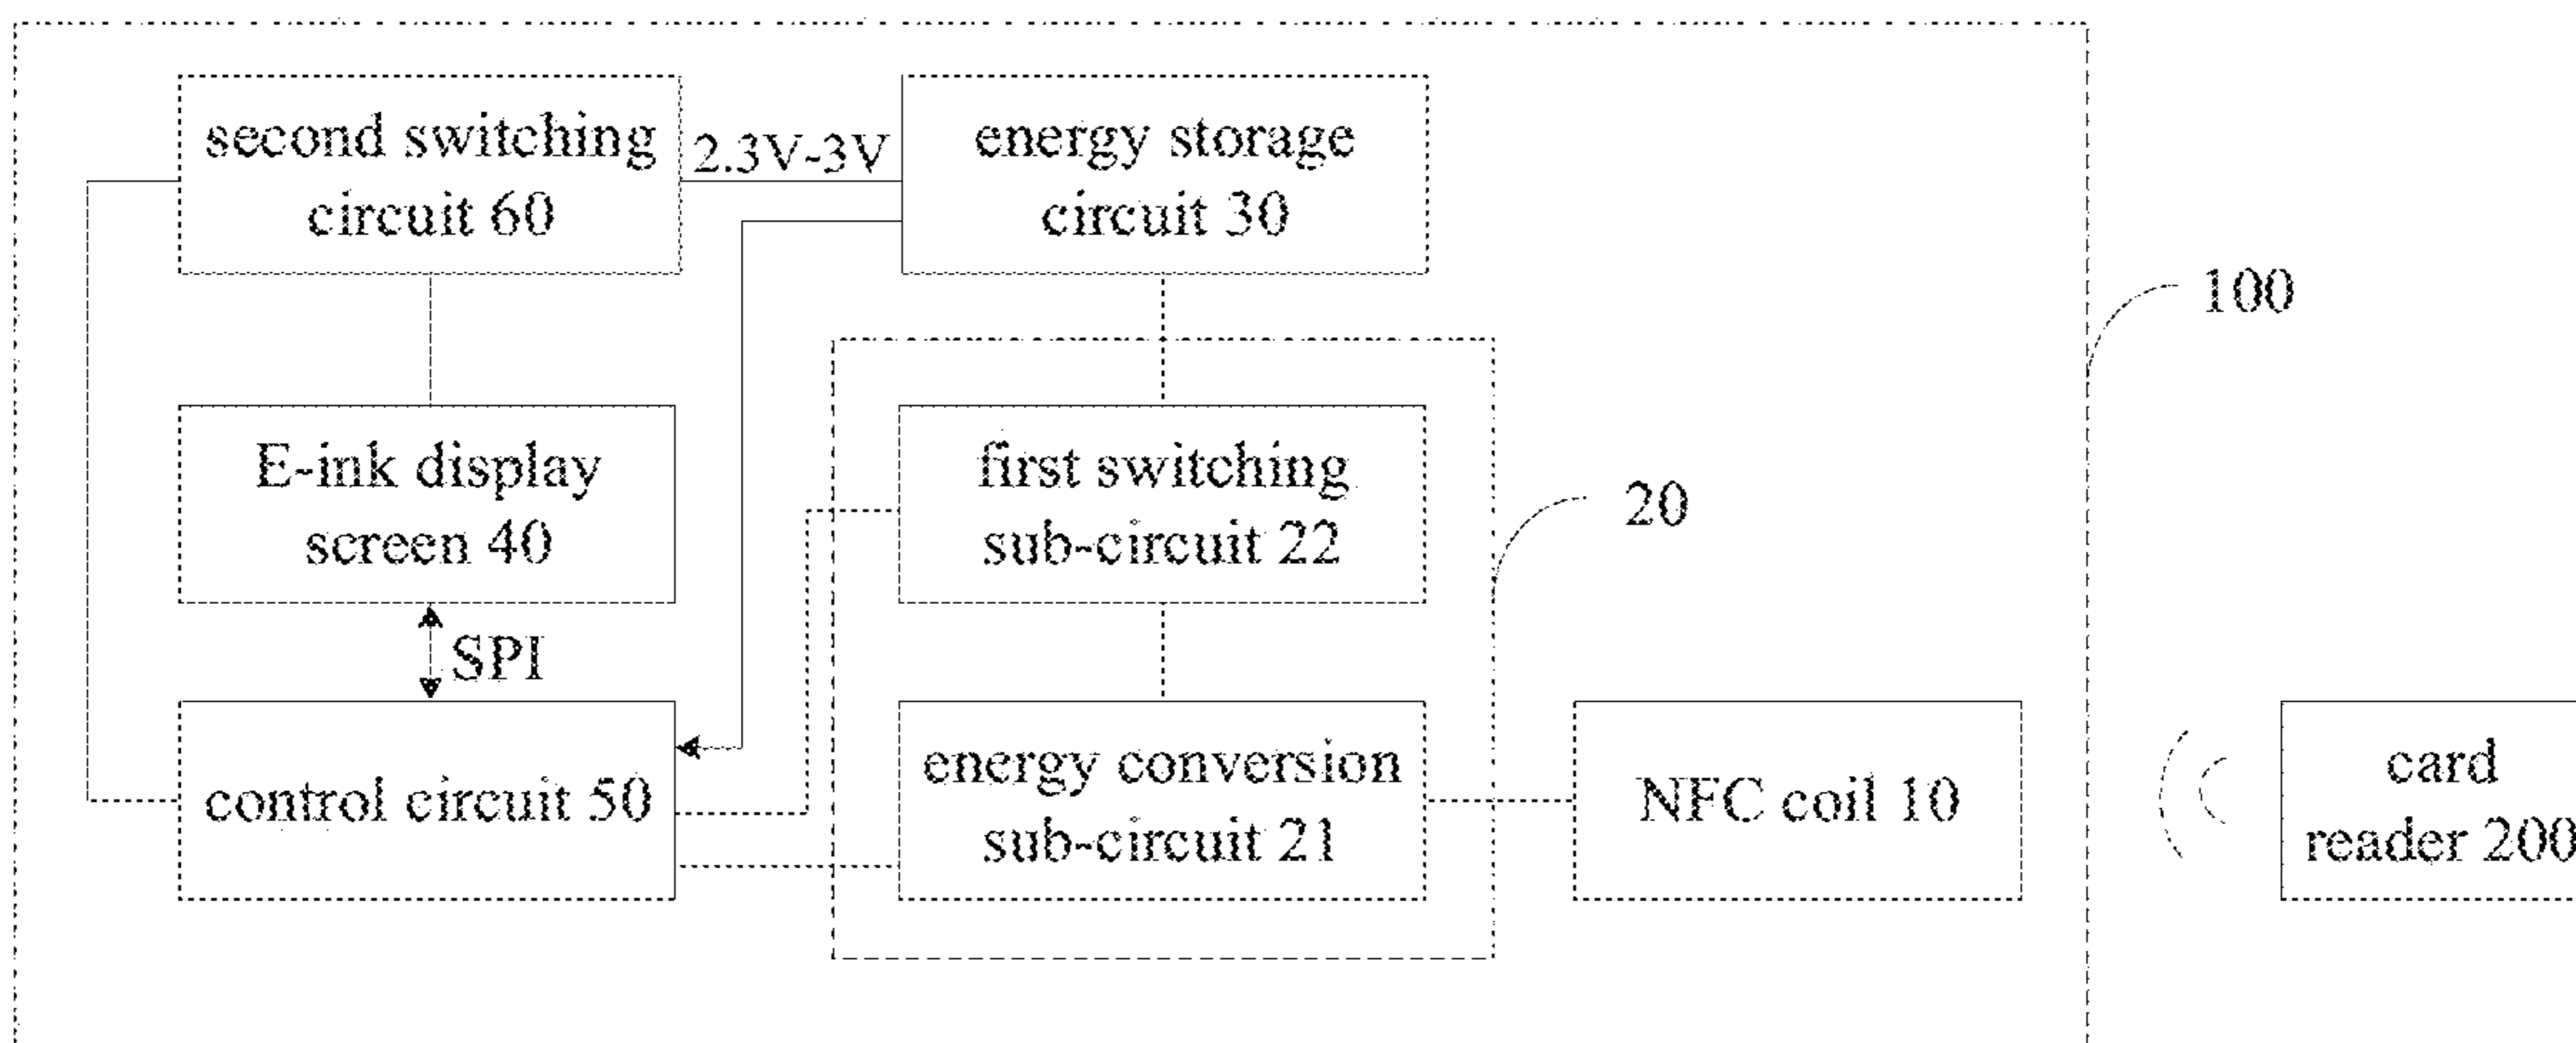 second switching
circuit 60
2.3V-3V
energy storage
circuit 30
100
E-ink display
screen 40
first switching
sub-circuit 22
20
SPI
control circuit 50
energy conversion
sub-circuit 21
NFC coil 10
card
reader 200